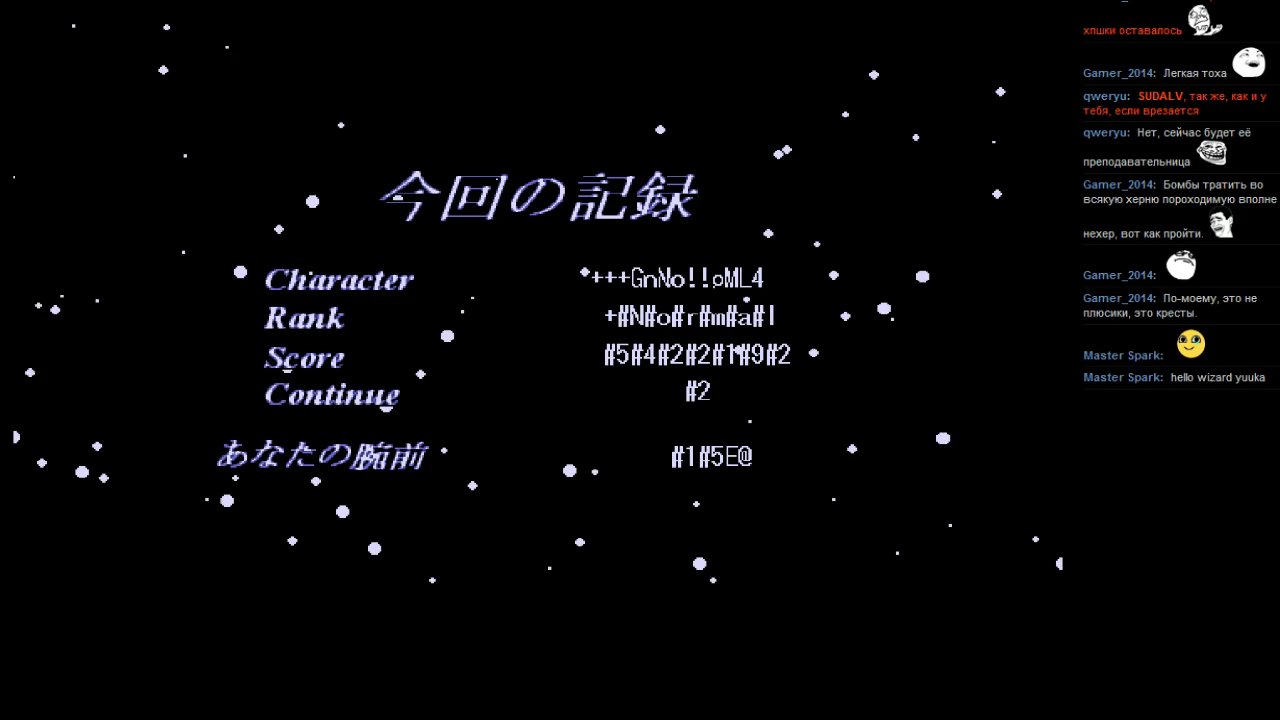 今回の記録
Character +++GnNo!!oML4
Rank +#N#o#r#m#a#l
Score #5#4#2#2#1#9#2
Continue #2
あなたの腕前 #1#5E@
хпшки оставалось
Gamer_2014: Легкая тоха
qweryu: SUDALV, так же, как и у
тебя, если врезается
qweryu: Нет, сейчас будет её
преподавательница
Gamer_2014: Бомбы тратить во
всякую херню пороходимую вполне
нехер, вот как пройти.
Gamer_2014:
Gamer_2014: По-моему, это не
плюсики, это кресты.
Master Spark:
Master Spark: hello wizard yuuka